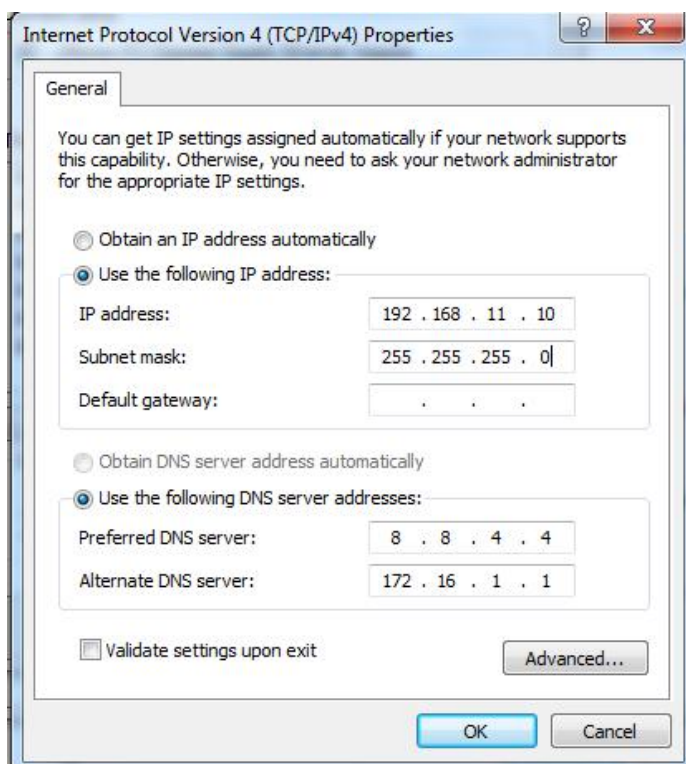 Internet Protocol Version 4 (TCP/IPv4) Properties
General
You can get IP settings assigned automatically if your network supports
this capability. Otherwise, you need to ask your network administrator
for the appropriate IP settings.
Obtain an IP address automatically
Use the following IP address:
IP address: 192 . 168 . 11 . 10
Subnet mask: 255 . 255 . 255 . 0
Default gateway: . . .
Obtain DNS server address automatically
Use the following DNS server addresses:
Preferred DNS server: 8 . 8 . 4 . 4
Alternate DNS server: 172 . 16 . 1 . 1
Validate settings upon exit
Advanced...
OK Cancel